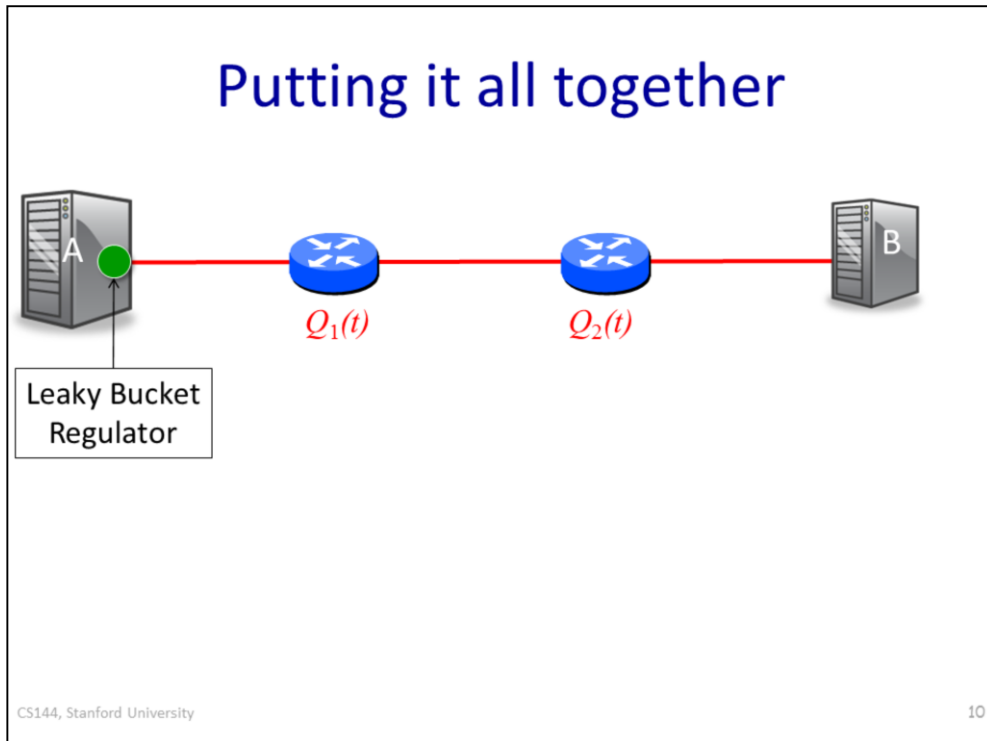 Putting it all together
A
B
Q₁(t)
Q₂(t)
Leaky Bucket
Regulator
CS144, Stanford University
10